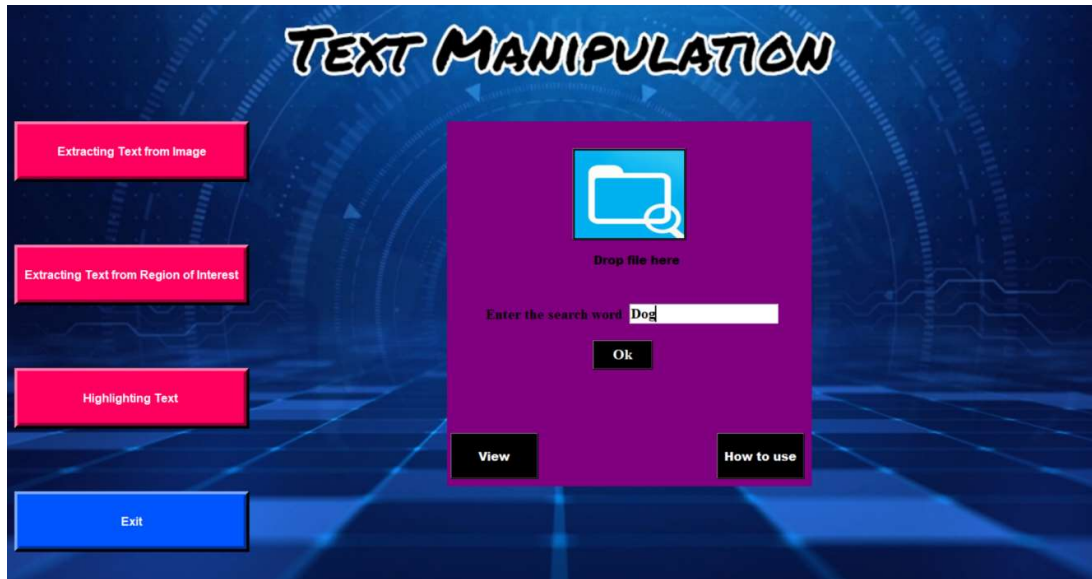 Text Manipulation
Extracting Text from Image
Drop file here
Extracting Text from Region of Interest
Enter the search word Dog
Ok
Highlighting Text
View
How to use
Exit